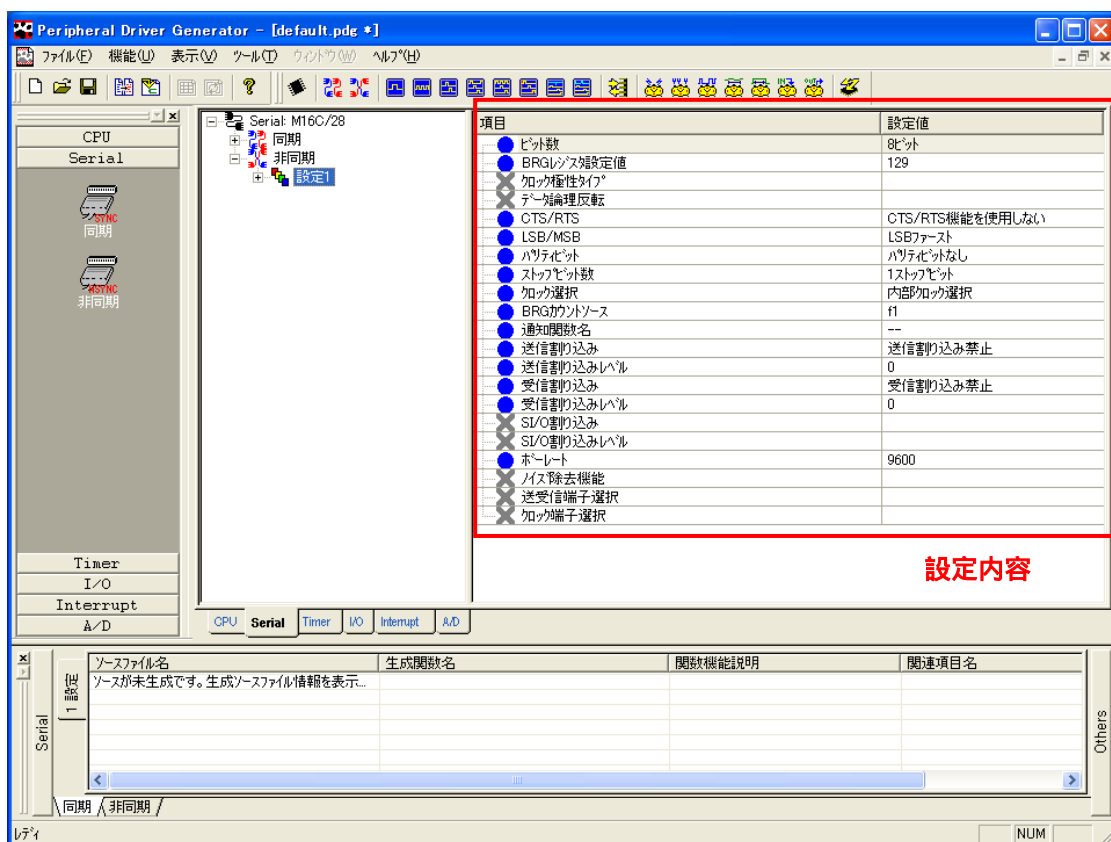 Peripheral Driver Generator - [default.pdg *]
ファイル(F) 機能(U) 表示(V) ツール(T) ウィンドウ(W) ヘルプ(H)
CPU
Serial
SYNC
同期
ASYNC
非同期
Timer
I/O
Interrupt
A/D
Serial: M16C/28
同期
非同期
設定1
項目 設定値
ビット数 8ビット
BRGレジスタ設定値 129
クロック極性タイプ
データ論理反転
CTS/RTS CTS/RTS機能を使用しない
LSB/MSB LSBファースト
パリティビット パリティビットなし
ストップビット数 1ストップビット
クロック選択 内部クロック選択
BRGカウントソース f1
通知関数名 --
送信割り込み 送信割り込み禁止
送信割り込みレベル 0
受信割り込み 受信割り込み禁止
受信割り込みレベル 0
SI/O割り込み
SI/O割り込みレベル
ボーレート 9600
ノイズ除去機能
送受信端子選択
クロック端子選択
設定内容
CPU Serial Timer I/O Interrupt A/D
ソースファイル名 生成関数名 関数機能説明 関連項目名
ソースが未生成です。生成ソースファイル情報を表示...
設定 1
Serial
Others
同期 非同期
レディ NUM